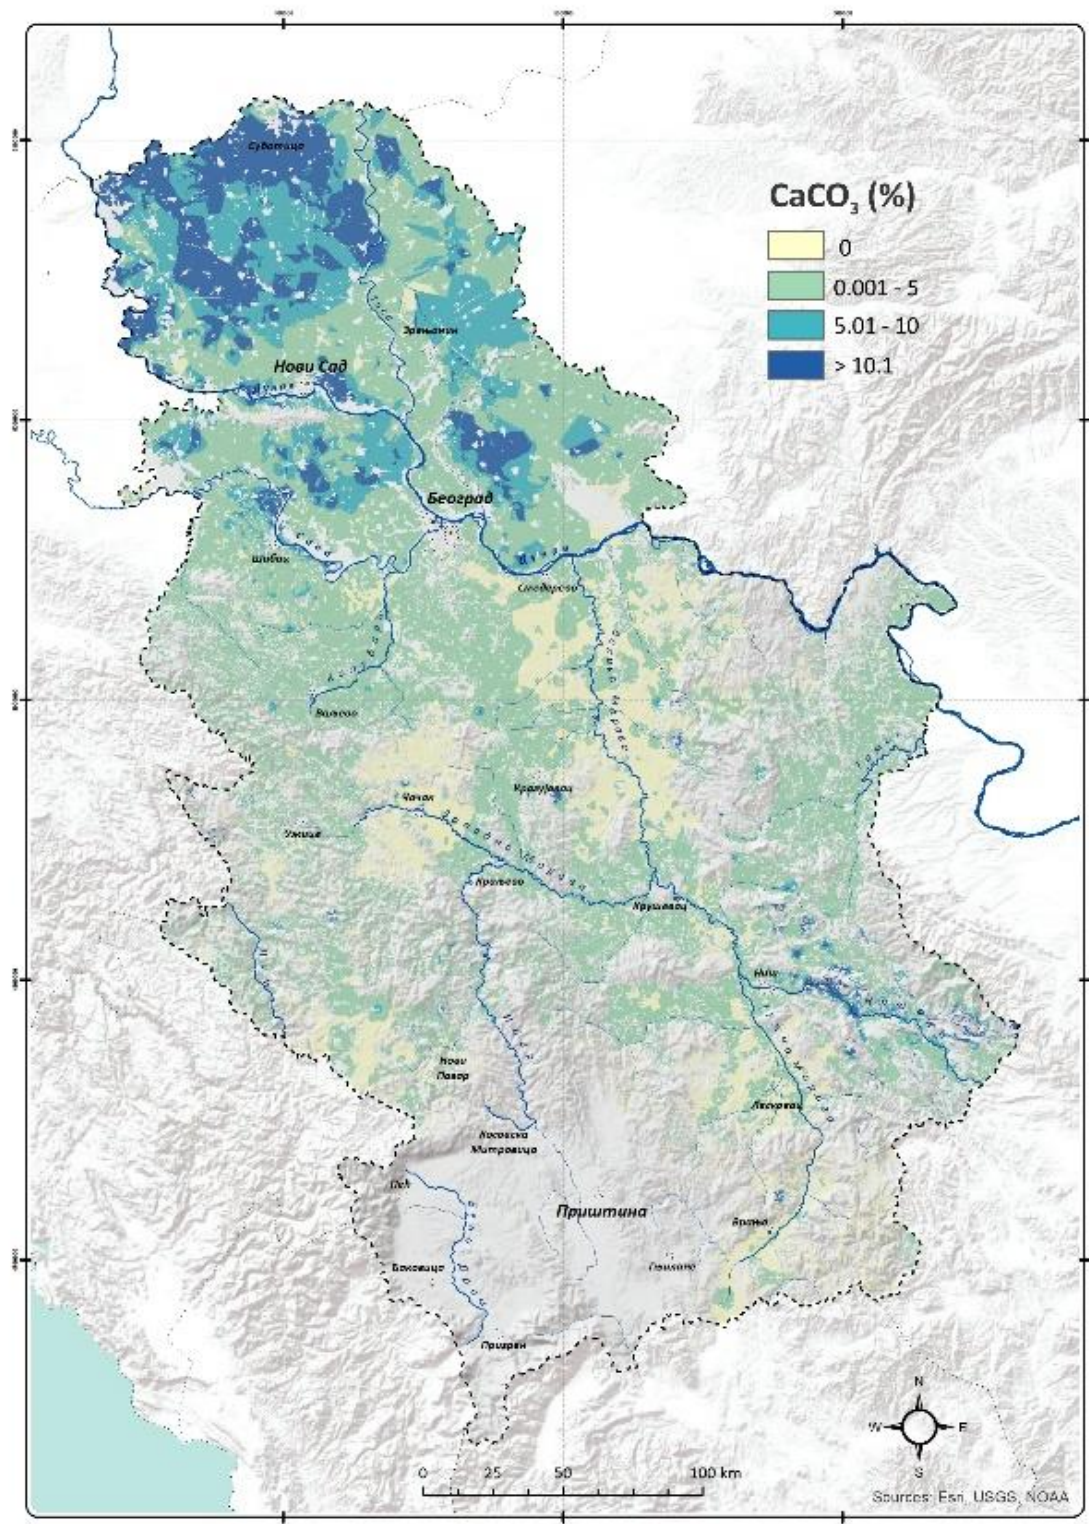 CaCO₃ (%)
0
0.001 - 5
5.01 - 10
> 10.1
Суботица
Зрењанин
Нови Сад
Београд
Шабац
Смедерево
Ваљево
Крагујевац
Чачак
Ужице
Краљево
Крушевац
Ниш
Нови
Пазар
Лесковац
Косовска
Митровица
Пећ
Приштина
Врање
Ђаковица
Гњилане
Призрен
N
W
E
S
0
25
50
100 km
Sources: Esri, USGS, NOAA